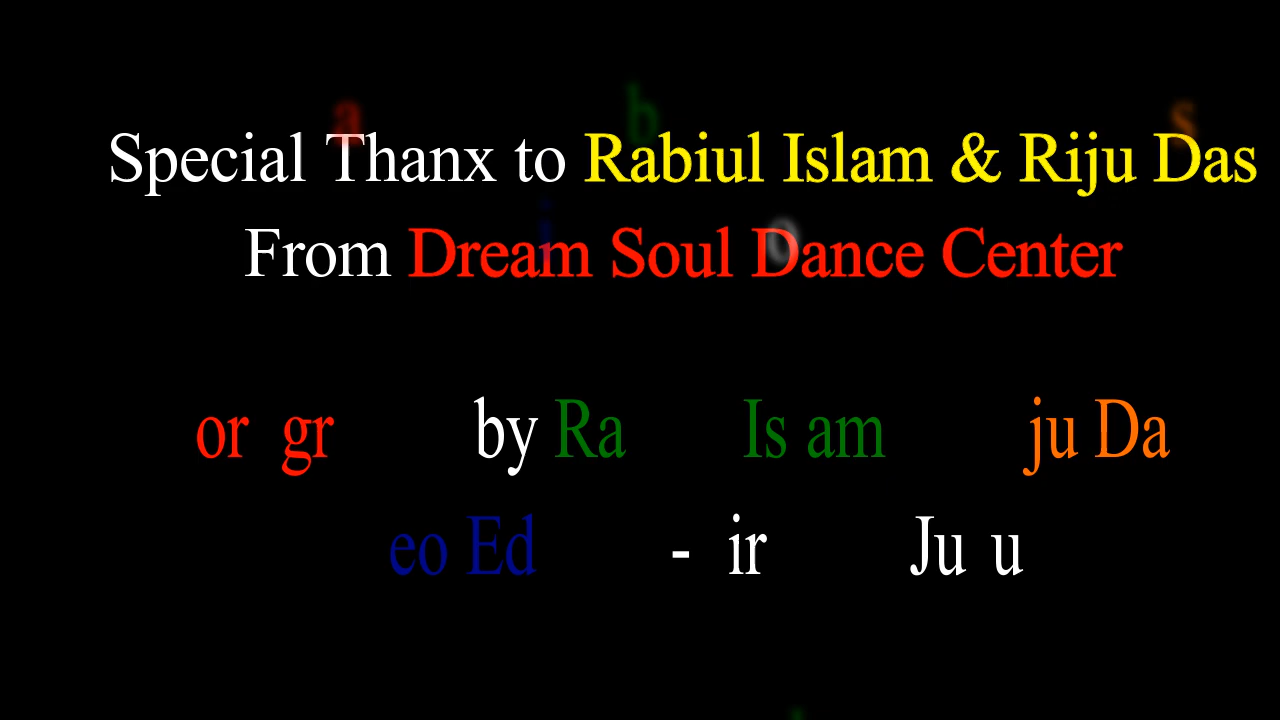 Special Thanx to Rabiul Islam & Riju Das
From Dream Soul Dance Center
or gr by Ra Is am ju Da
eo Ed - ir Ju u